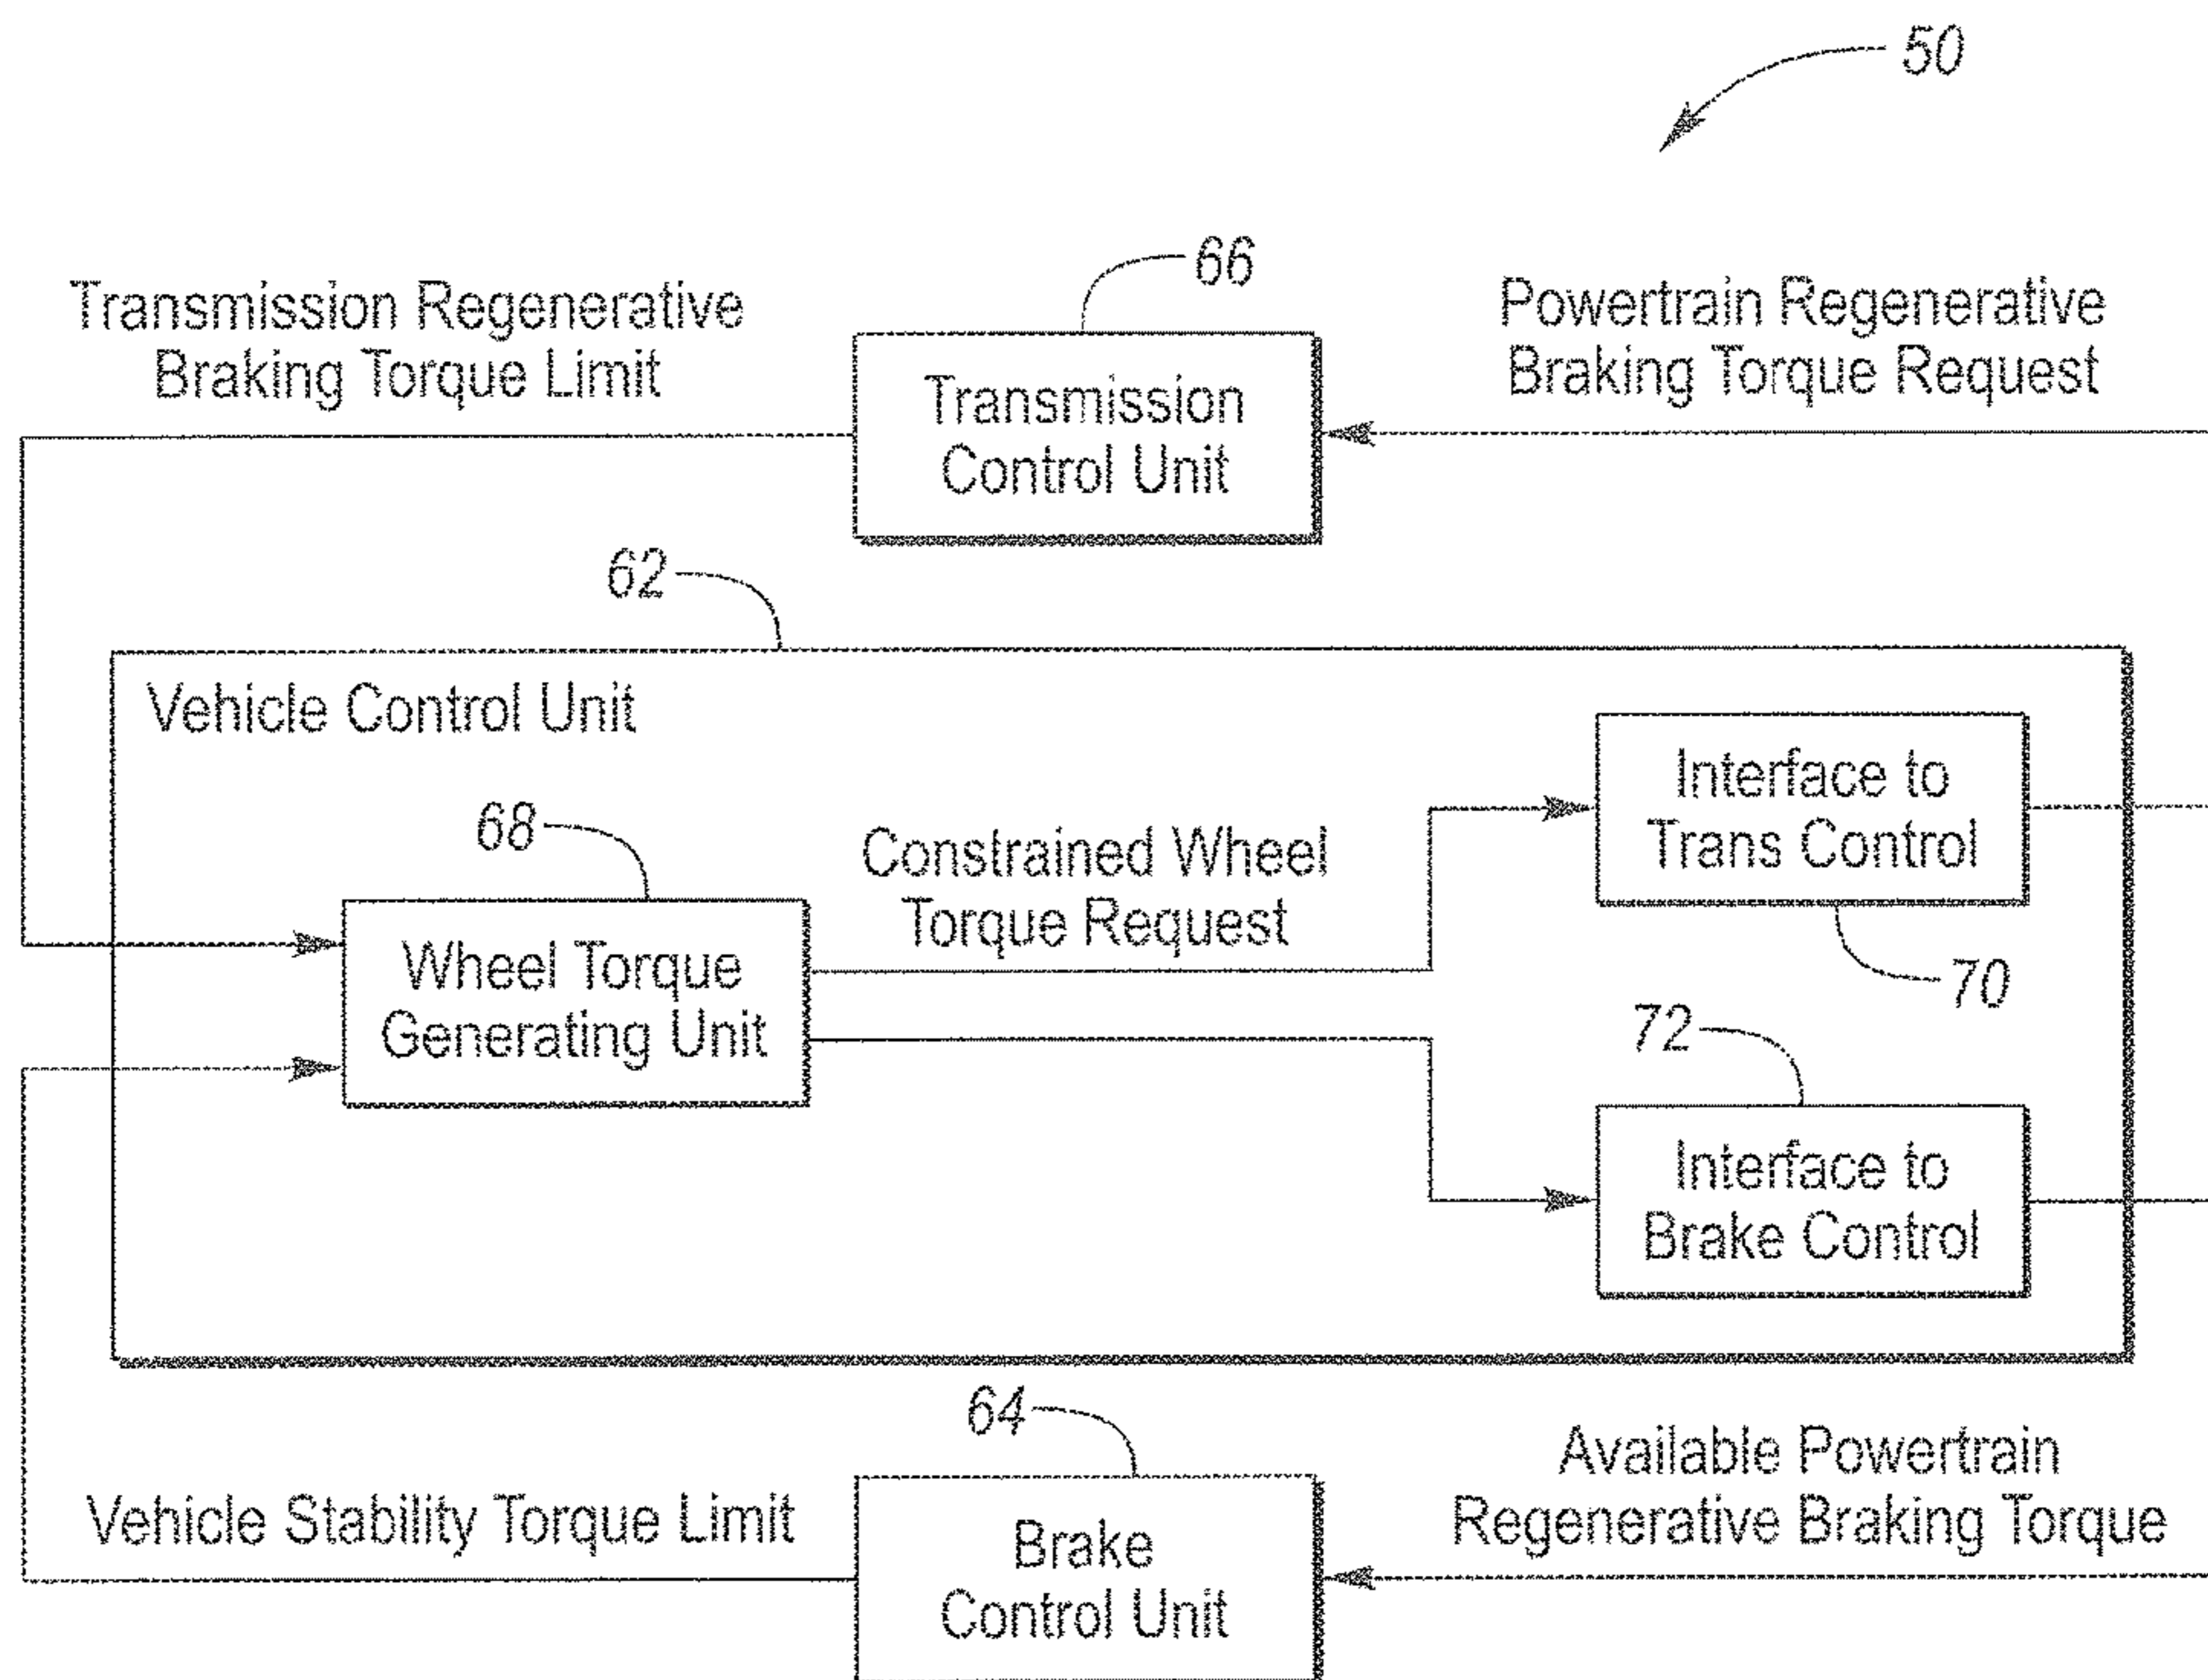 50
66
Transmission Regenerative
Braking Torque Limit
Transmission
Control Unit
Powertrain Regenerative
Braking Torque Request
62
Vehicle Control Unit
68
Wheel Torque
Generating Unit
Constrained Wheel
Torque Request
Interface to
Trans Control
70
72
Interface to
Brake Control
64
Vehicle Stability Torque Limit
Brake
Control Unit
Available Powertrain
Regenerative Braking Torque